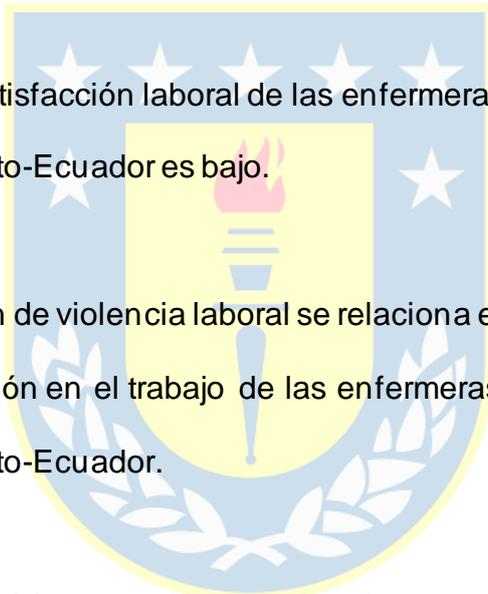 tisfacción laboral de las enfermera
to-Ecuador es bajo.
n de violencia laboral se relaciona e
ón en el trabajo de las enfermeras
to-Ecuador.